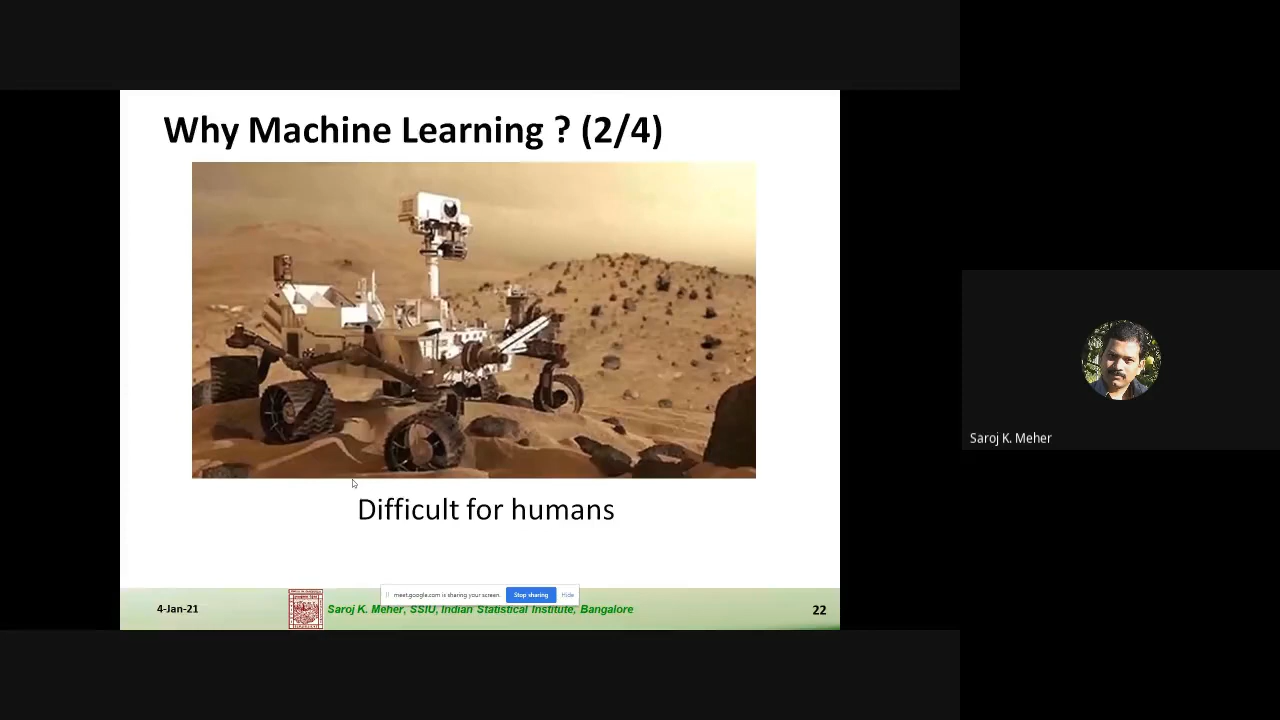 Why Machine Learning ? (2/4)
Difficult for humans
meet.google.com is sharing your screen.
Stop sharing
Hide
4-Jan-21
Saroj K. Meher, SSIU, Indian Statistical Institute, Bangalore
22
Saroj K. Meher